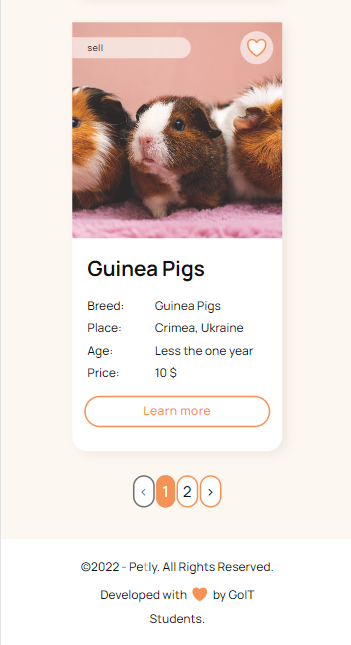 sell
Guinea Pigs
Breed: Guinea Pigs
Place: Crimea, Ukraine
Age: Less the one year
Price: 10 $
Learn more
‹ 1 2 ›
©2022 - Petly. All Rights Reserved.
Developed with 🧡 by GoIT
Students.